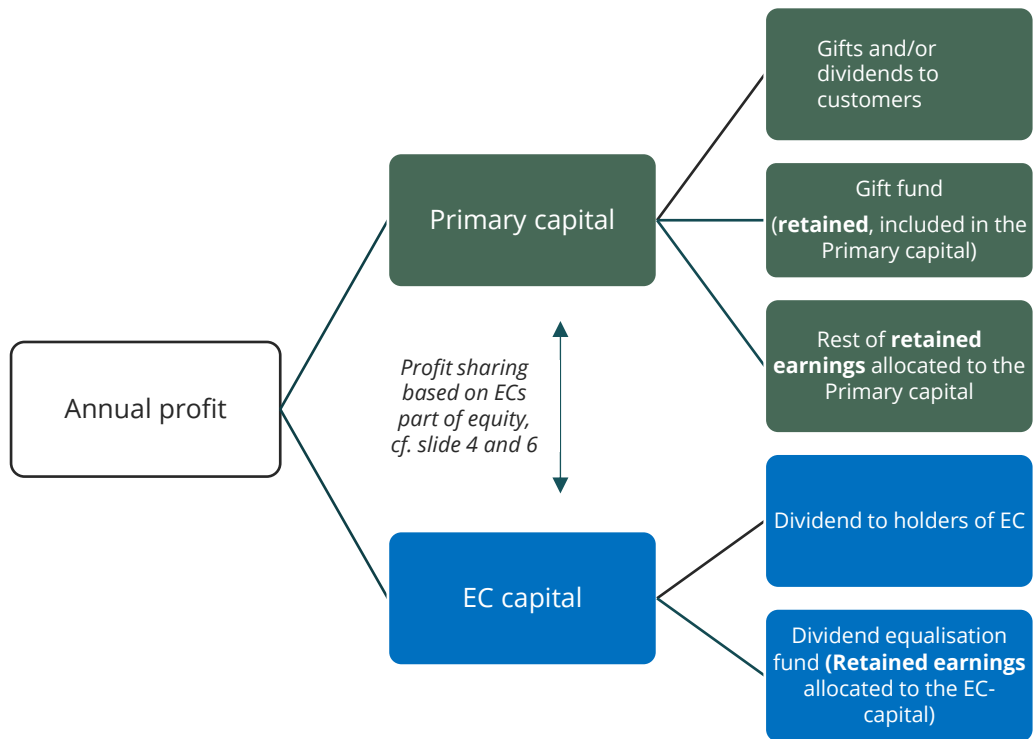 Gifts and/or
dividends to
customers
Gift fund
(retained, included in the
Primary capital)
Primary capital
Rest of retained
earnings allocated to the
Primary capital
Annual profit
Profit sharing
based on ECs
part of equity,
cf. slide 4 and 6
Dividend to holders of EC
EC capital
Dividend equalisation
fund (Retained earnings
allocated to the EC-
capital)